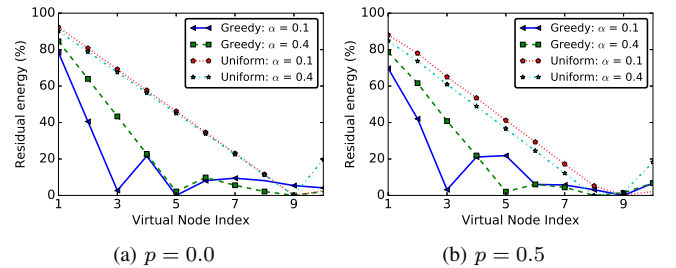 100
80
60
40
20
0
Residual energy (%)
1 3 5 7 9
Virtual Node Index
Greedy: α = 0.1
Greedy: α = 0.4
Uniform: α = 0.1
Uniform: α = 0.4
(a) p = 0.0
100
80
60
40
20
0
Residual energy (%)
1 3 5 7 9
Virtual Node Index
Greedy: α = 0.1
Greedy: α = 0.4
Uniform: α = 0.1
Uniform: α = 0.4
(b) p = 0.5